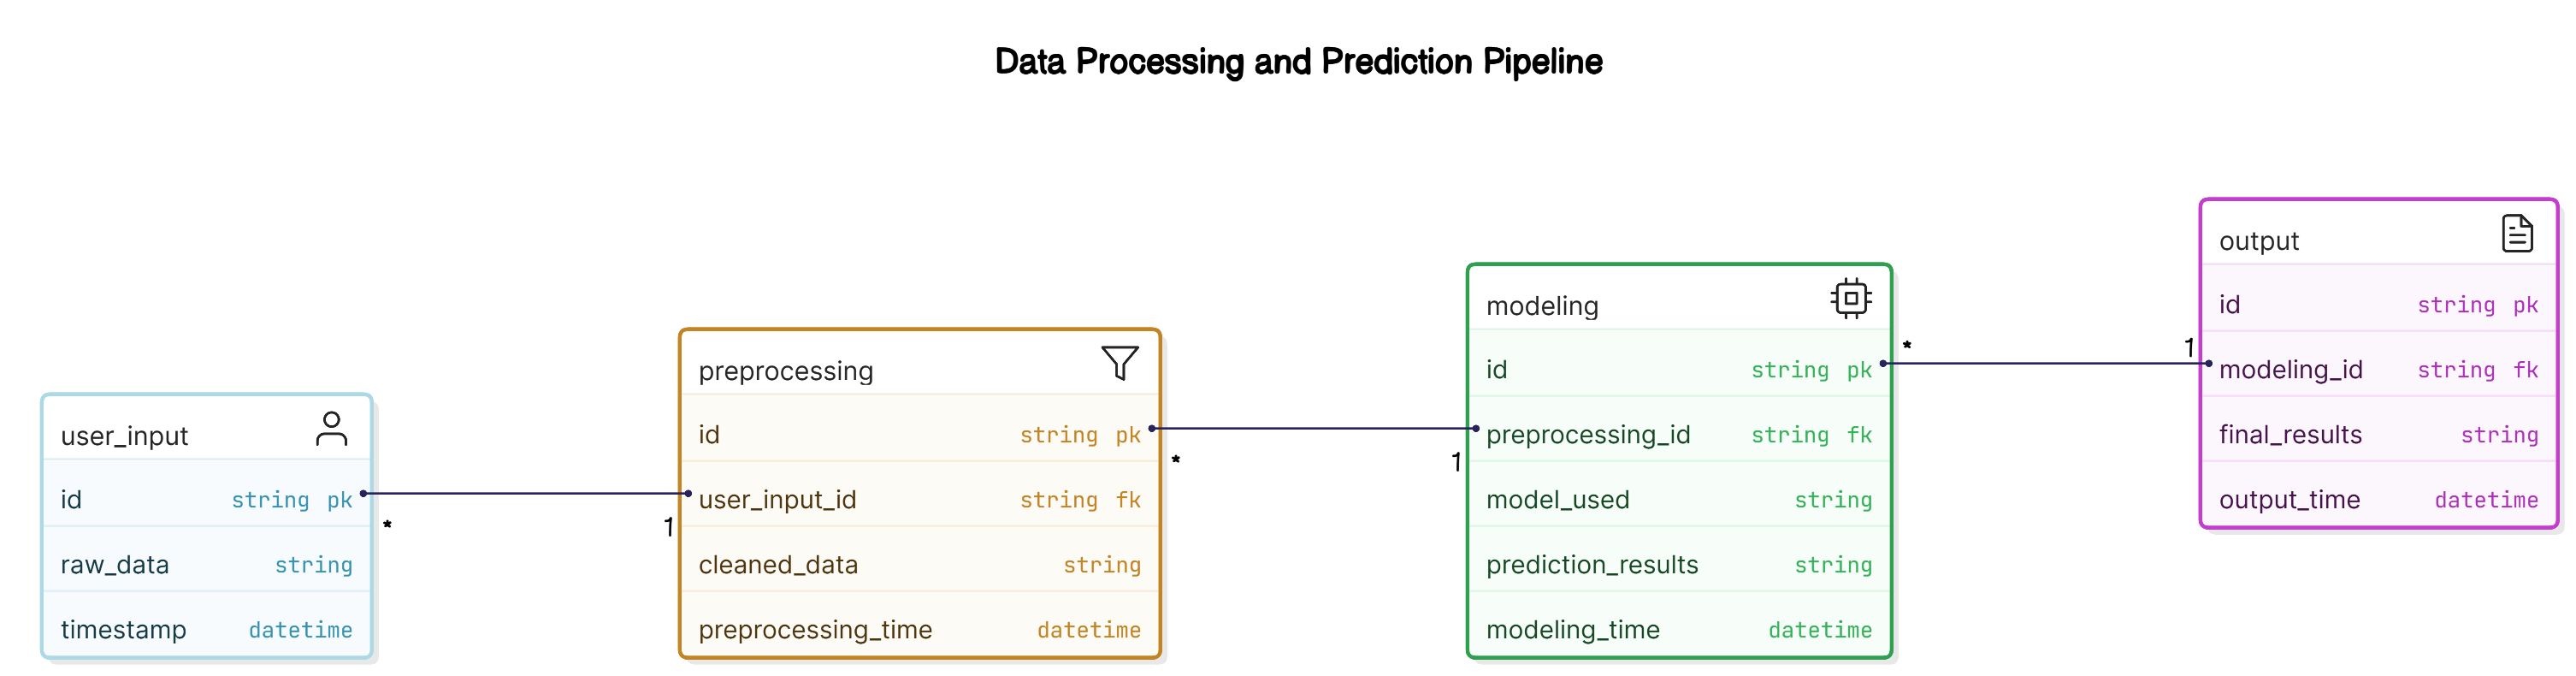 Data Processing and Prediction Pipeline
user_input
id string pk
raw_data string
timestamp datetime
*
1
preprocessing
id string pk
user_input_id string fk
cleaned_data string
preprocessing_time datetime
*
1
modeling
id string pk
preprocessing_id string fk
model_used string
prediction_results string
modeling_time datetime
*
1
output
id string pk
modeling_id string fk
final_results string
output_time datetime